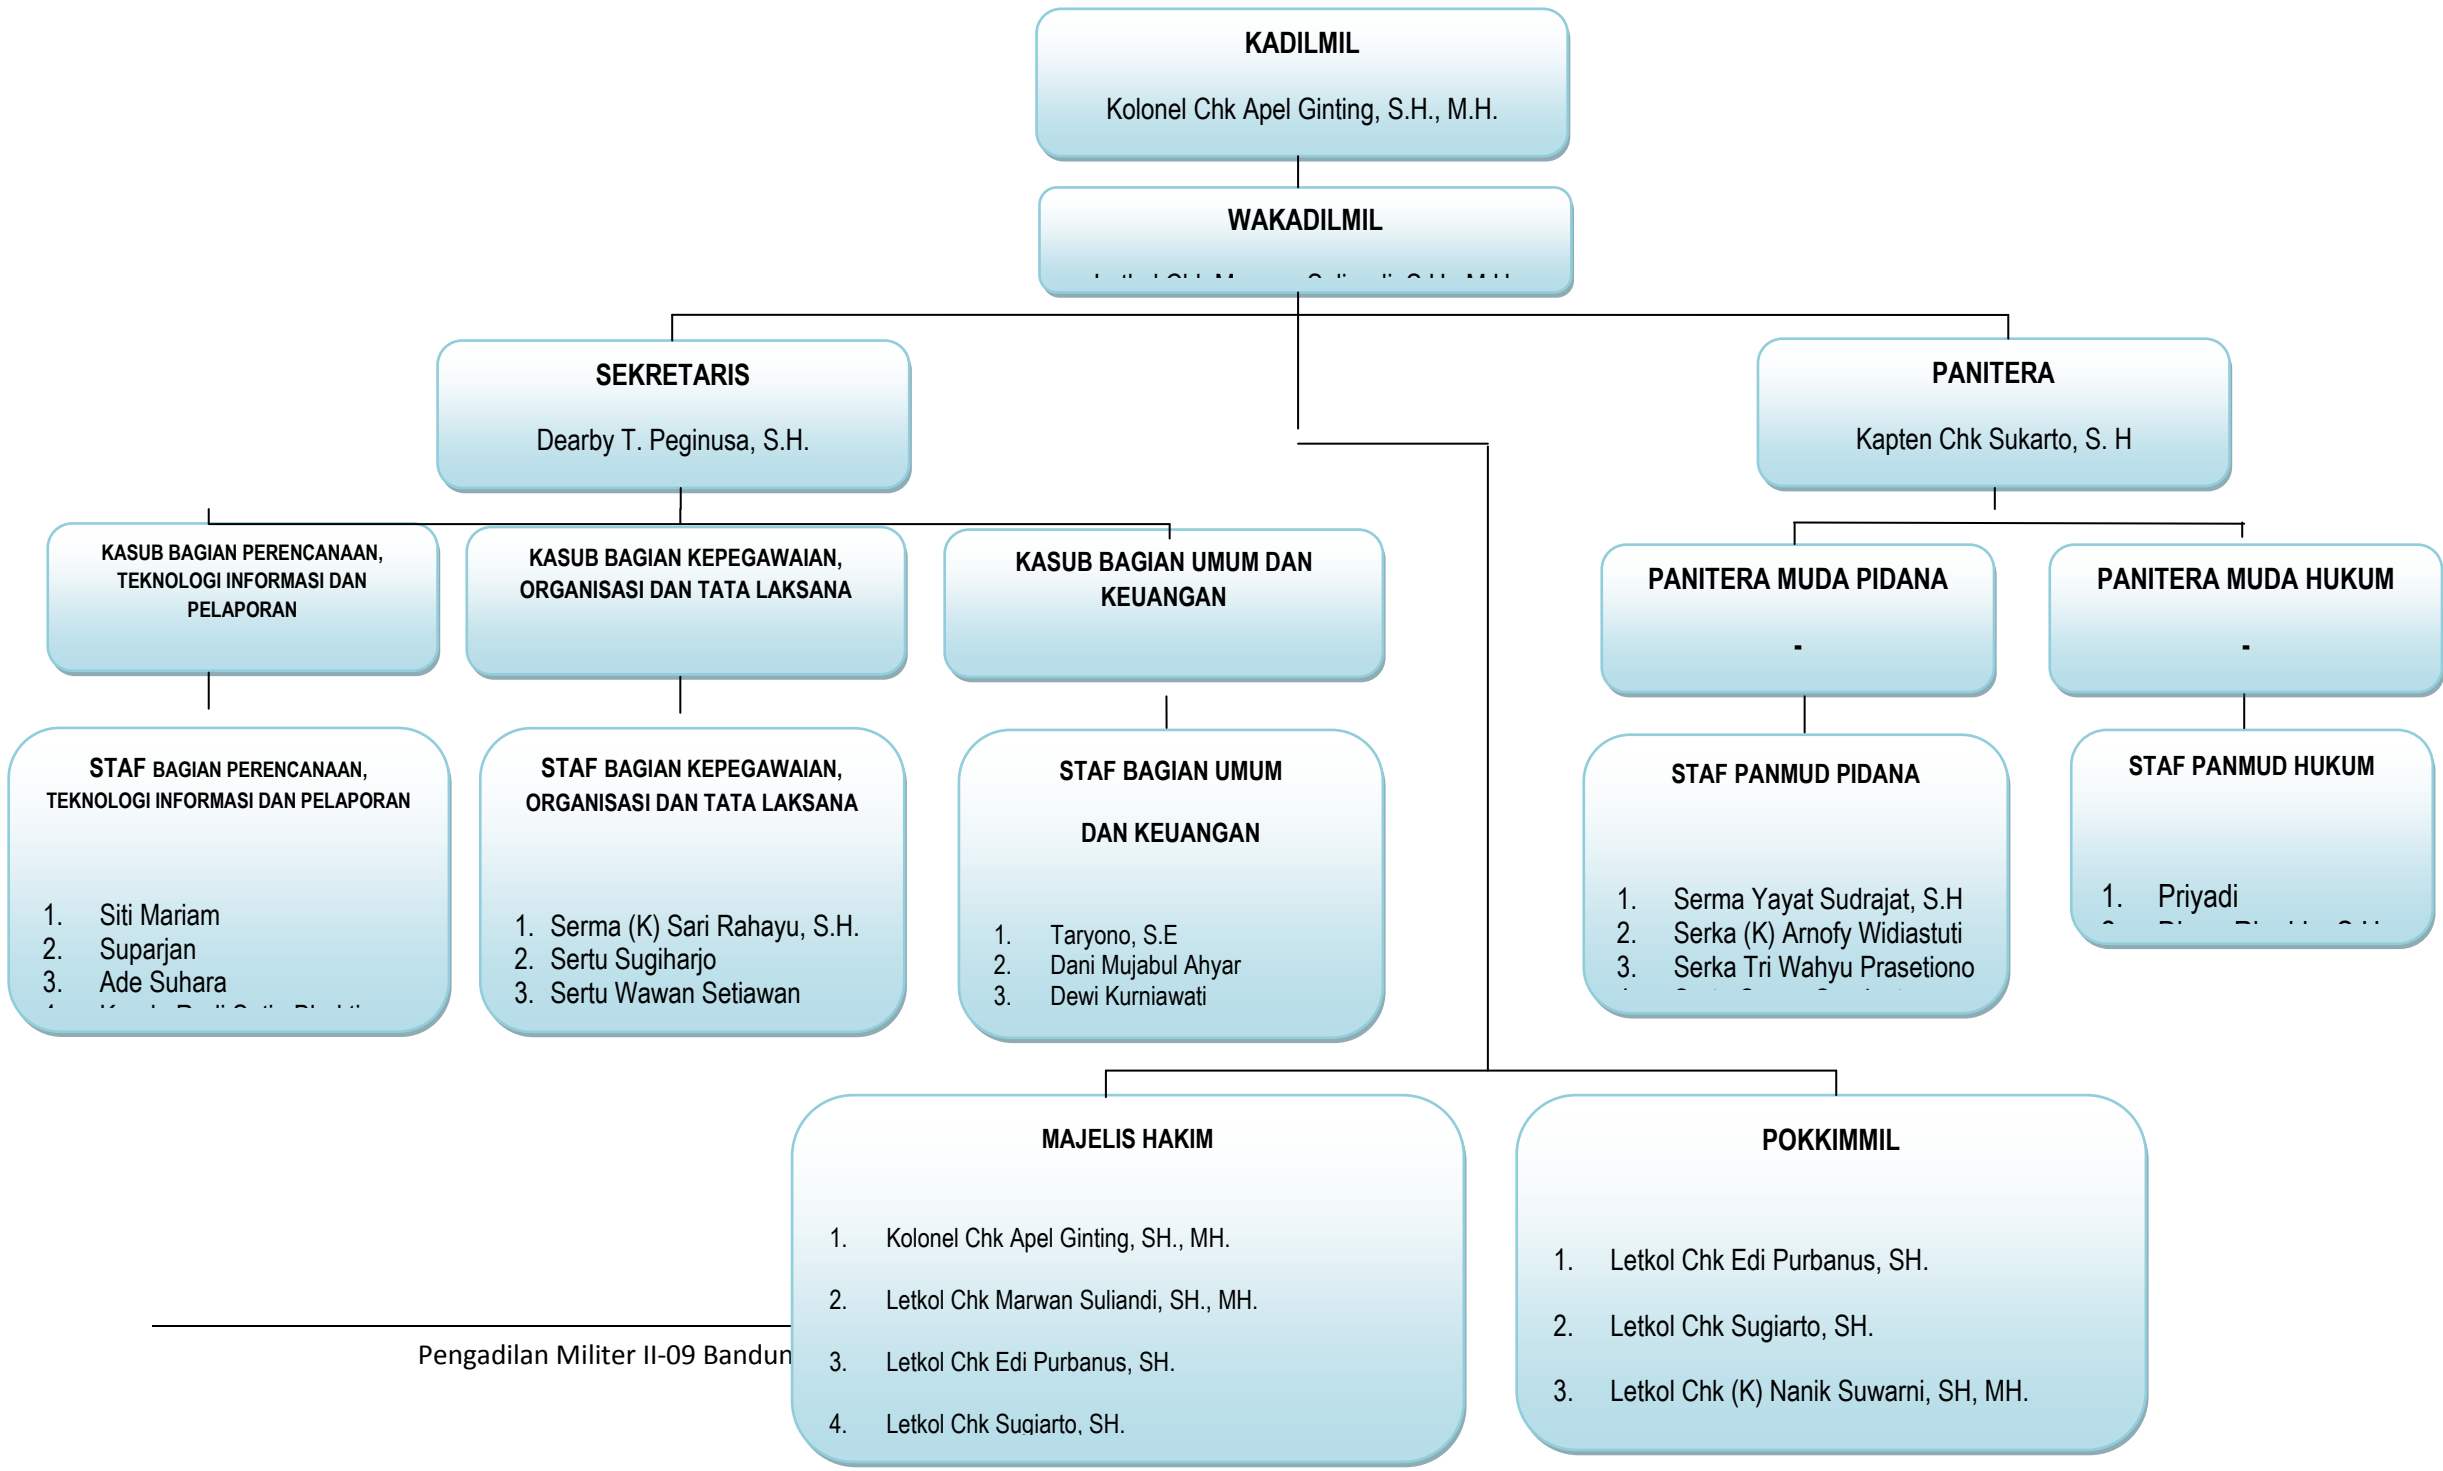 KADILMIL
Kolonel Chk Apel Ginting, S.H., M.H.
WAKADILMIL
SEKRETARIS
Dearby T. Peginusa, S.H.
PANITERA
Kapten Chk Sukarto, S. H
KASUB BAGIAN PERENCANAAN,
TEKNOLOGI INFORMASI DAN
PELAPORAN
KASUB BAGIAN KEPEGAWAIAN,
ORGANISASI DAN TATA LAKSANA
KASUB BAGIAN UMUM DAN
KEUANGAN
PANITERA MUDA PIDANA
-
PANITERA MUDA HUKUM
-
STAF BAGIAN PERENCANAAN,
TEKNOLOGI INFORMASI DAN PELAPORAN
1. Siti Mariam
2. Suparjan
3. Ade Suhara
STAF BAGIAN KEPEGAWAIAN,
ORGANISASI DAN TATA LAKSANA
1. Serma (K) Sari Rahayu, S.H.
2. Sertu Sugiharjo
3. Sertu Wawan Setiawan
STAF BAGIAN UMUM
DAN KEUANGAN
1. Taryono, S.E
2. Dani Mujabul Ahyar
3. Dewi Kurniawati
STAF PANMUD PIDANA
1. Serma Yayat Sudrajat, S.H
2. Serka (K) Arnofy Widiastuti
3. Serka Tri Wahyu Prasetiono
STAF PANMUD HUKUM
1. Priyadi
MAJELIS HAKIM
1. Kolonel Chk Apel Ginting, SH., MH.
2. Letkol Chk Marwan Suliandi, SH., MH.
3. Letkol Chk Edi Purbanus, SH.
4. Letkol Chk Sugiarto, SH.
POKKIMMIL
1. Letkol Chk Edi Purbanus, SH.
2. Letkol Chk Sugiarto, SH.
3. Letkol Chk (K) Nanik Suwarni, SH, MH.
Pengadilan Militer II-09 Bandun